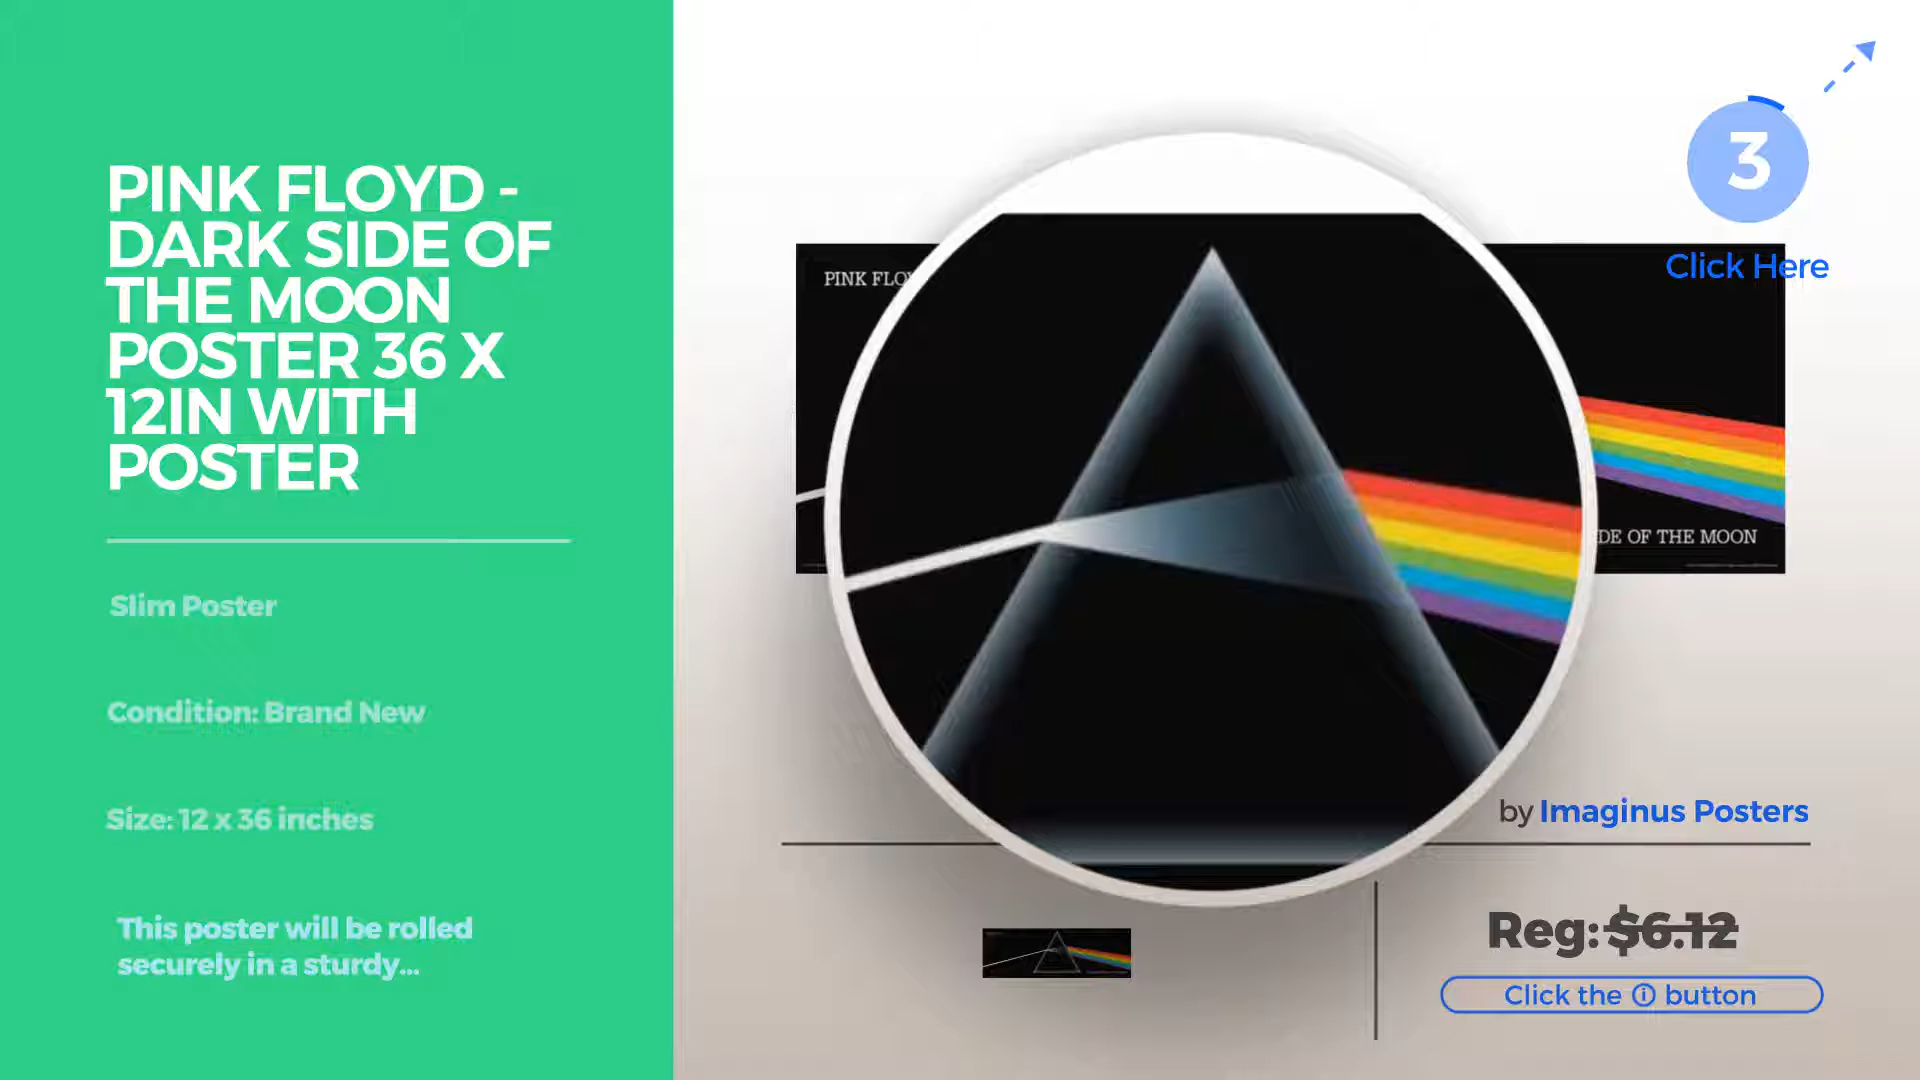 PINK FLOYD -
DARK SIDE OF
THE MOON
POSTER 36 X
12IN WITH
POSTER
Slim Poster
Condition: Brand New
Size: 12 x 36 inches
This poster will be rolled
securely in a sturdy...
3
Click Here
PINK FLOY
DE OF THE MOON
by Imaginus Posters
Reg: $6.12
Click the ⓘ button